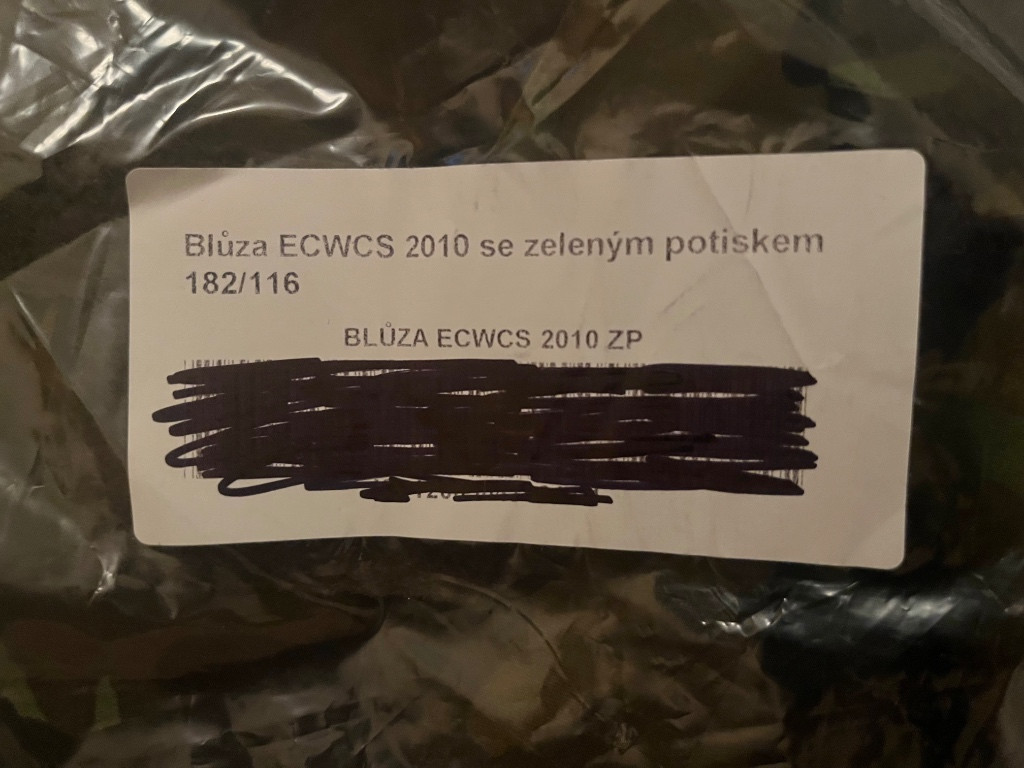 Blůza ECWCS 2010 se zeleným potiskem
182/116
BLŮZA ECWCS 2010 ZP